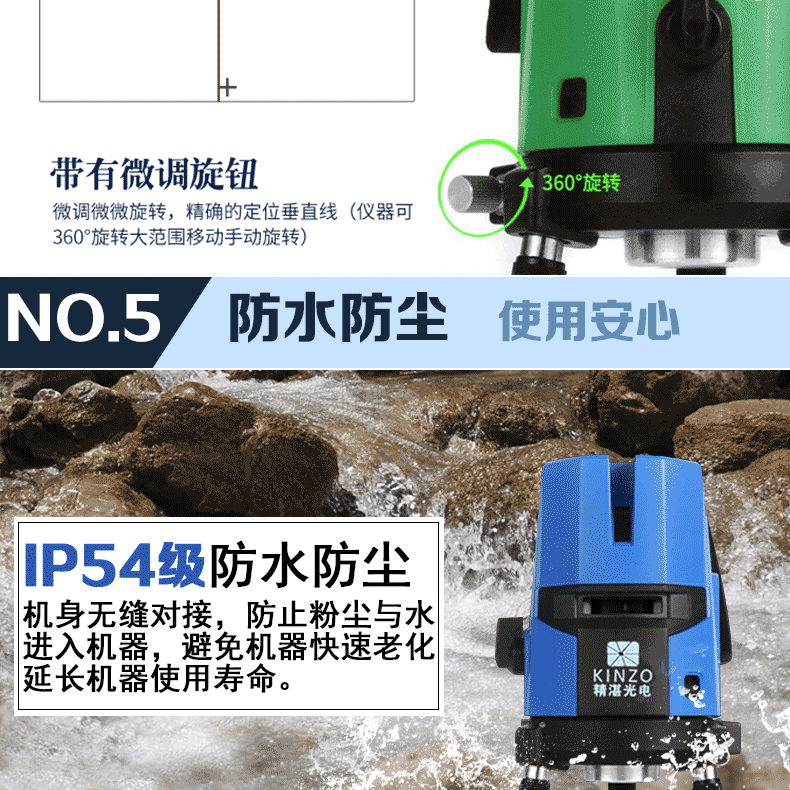 带有微调旋钮
微调微微旋转，精确的定位垂直线（仪器可
360°旋转大范围移动手动旋转）
360°旋转
NO.5 防水防尘 使用安心
IP54级防水防尘
机身无缝对接，防止粉尘与水
进入机器，避免机器快速老化
延长机器使用寿命。
KINZO
精湛光电